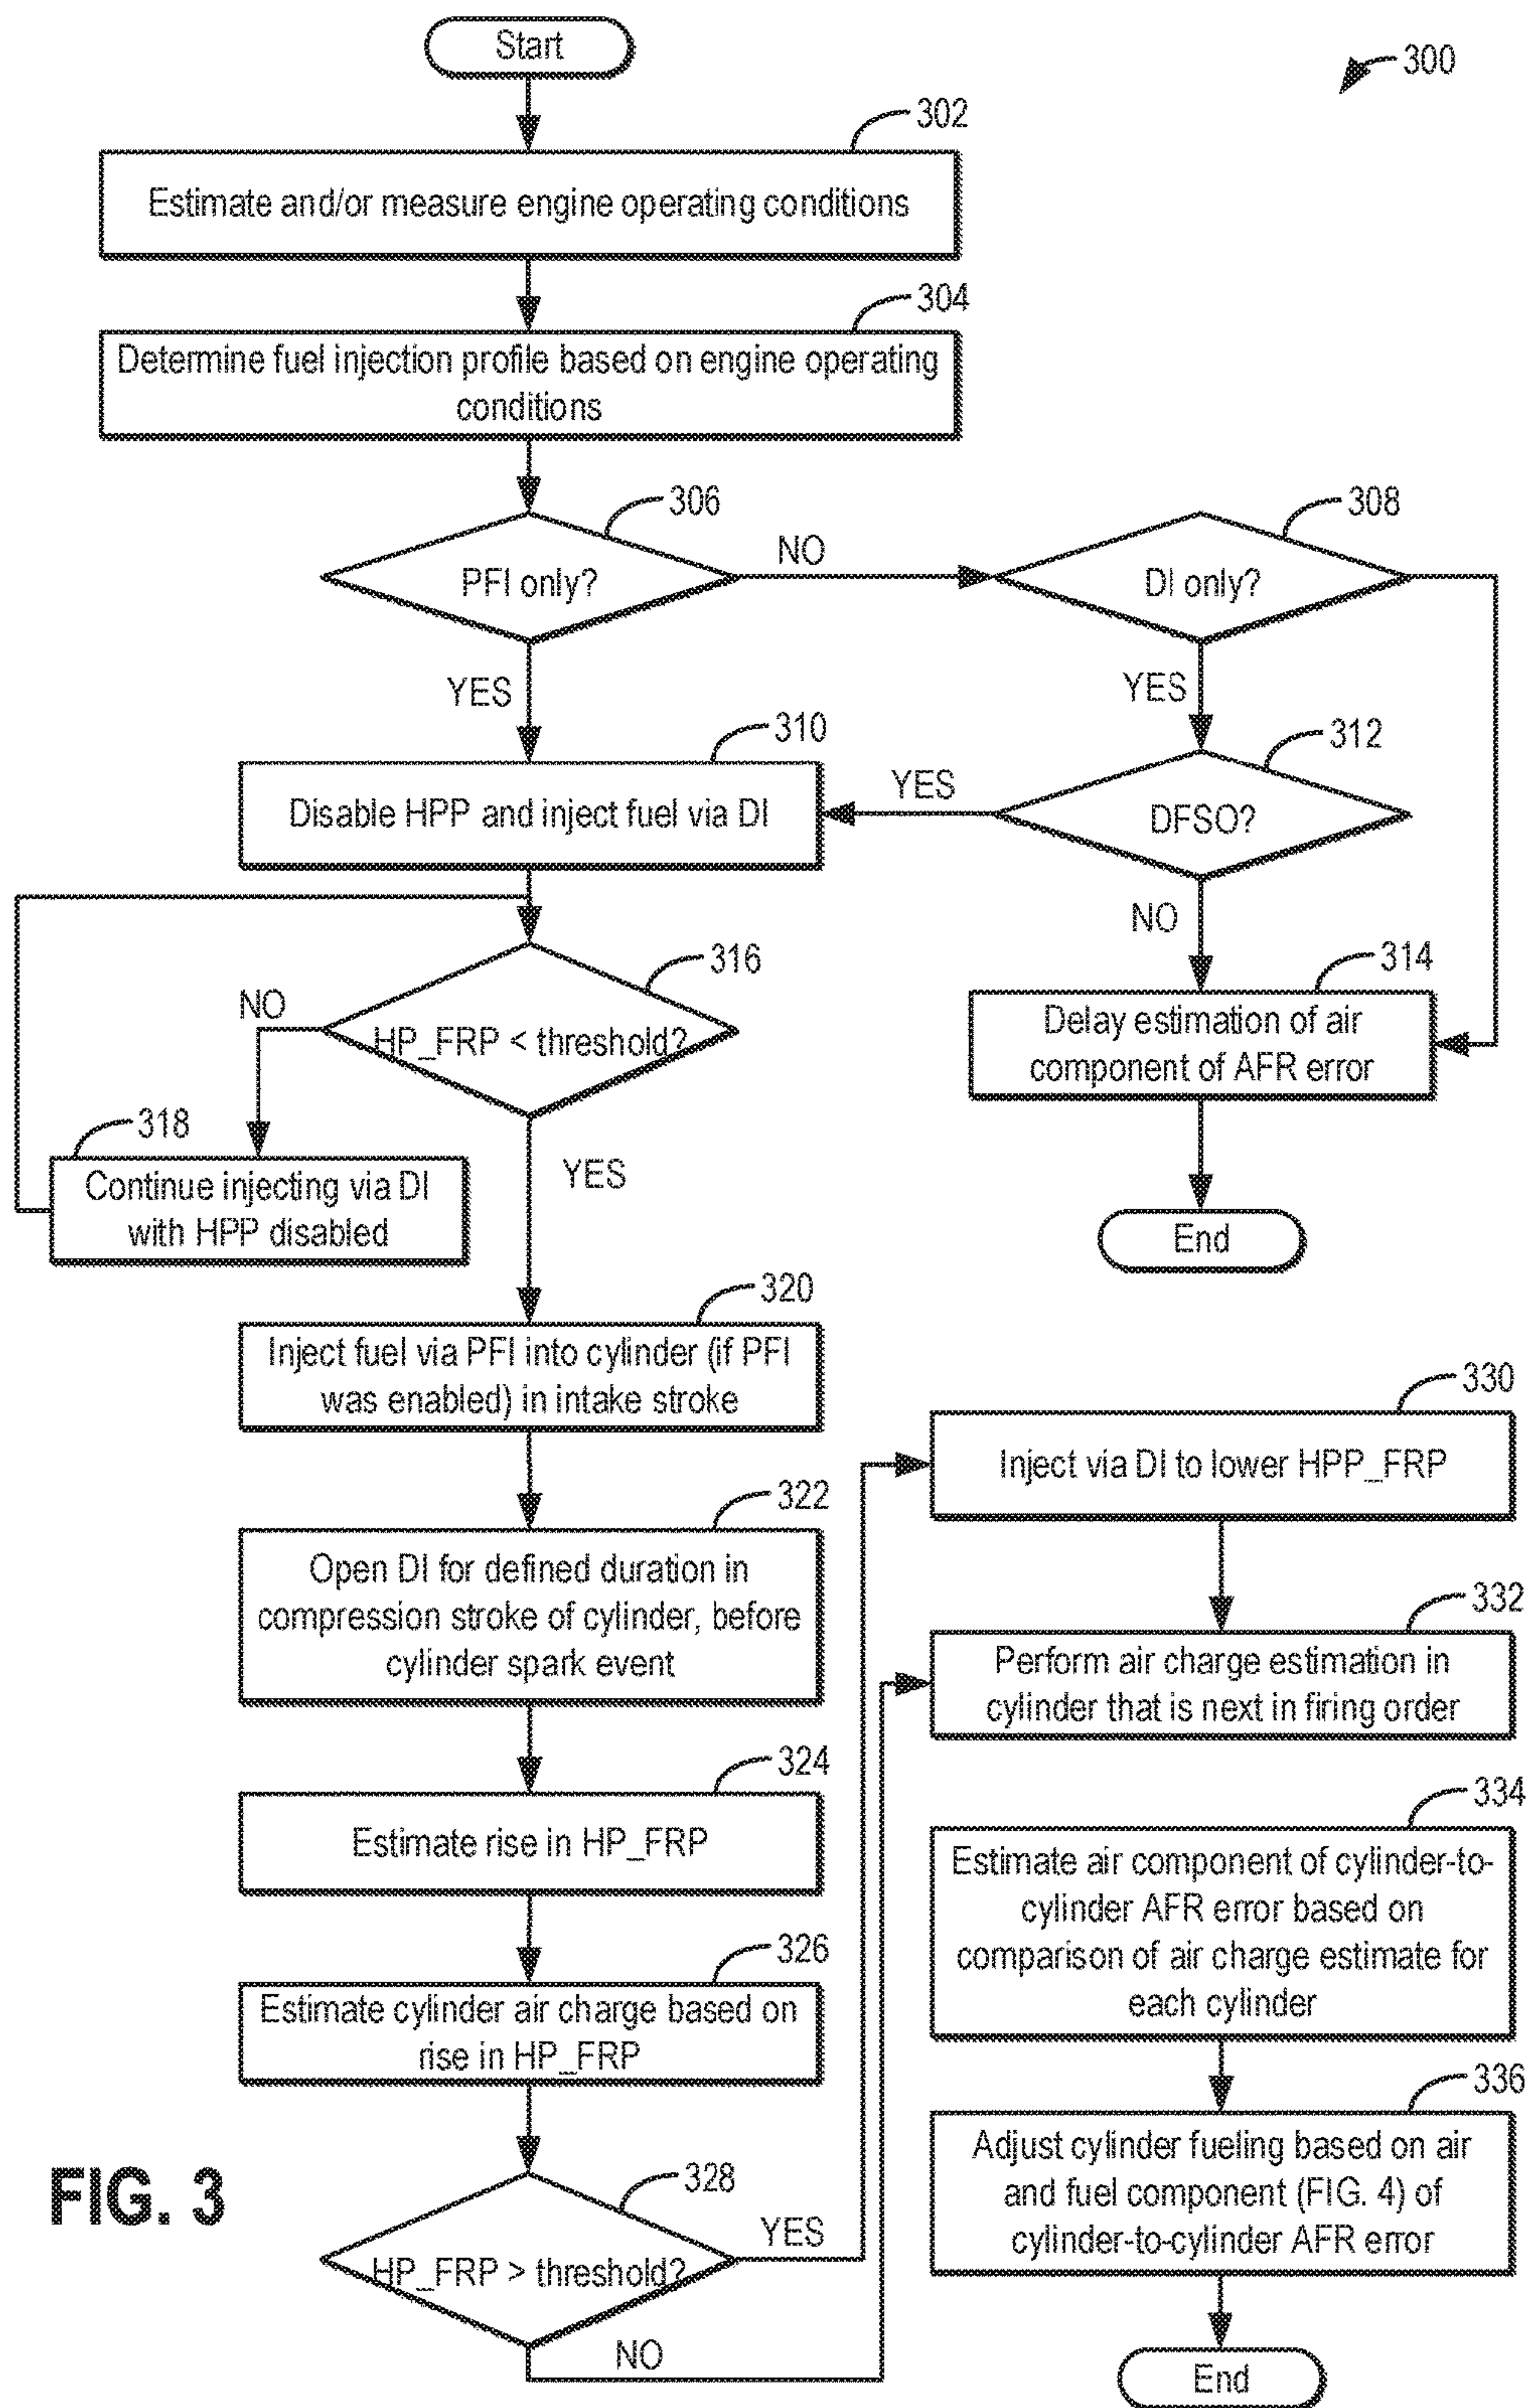 Start
300
302
Estimate and/or measure engine operating conditions
304
Determine fuel injection profile based on engine operating
conditions
306
PFI only?
NO
308
DI only?
YES
YES
310
Disable HPP and inject fuel via DI
YES
312
DFSO?
NO
314
Delay estimation of air
component of AFR error
End
316
HP_FRP < threshold?
NO
318
Continue injecting via DI
with HPP disabled
YES
320
Inject fuel via PFI into cylinder (if PFI
was enabled) in intake stroke
322
Open DI for defined duration in
compression stroke of cylinder, before
cylinder spark event
324
Estimate rise in HP_FRP
326
Estimate cylinder air charge based on
rise in HP_FRP
328
HP_FRP > threshold?
YES
NO
330
Inject via DI to lower HPP_FRP
332
Perform air charge estimation in
cylinder that is next in firing order
334
Estimate air component of cylinder-to-
cylinder AFR error based on
comparison of air charge estimate for
each cylinder
336
Adjust cylinder fueling based on air
and fuel component (FIG. 4) of
cylinder-to-cylinder AFR error
End
FIG. 3